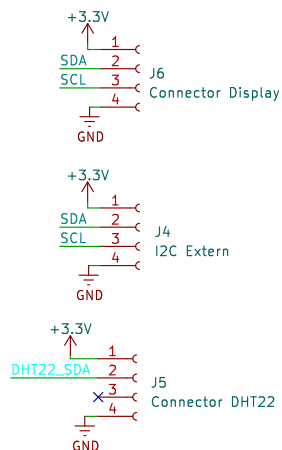 +3.3V
1
SDA 2
SCL 3
4
J6
Connector Display
GND
+3.3V
1
SDA 2
SCL 3
4
J4
I2C Extern
GND
+3.3V
1
DHT22_SDA 2
3
4
J5
Connector DHT22
GND